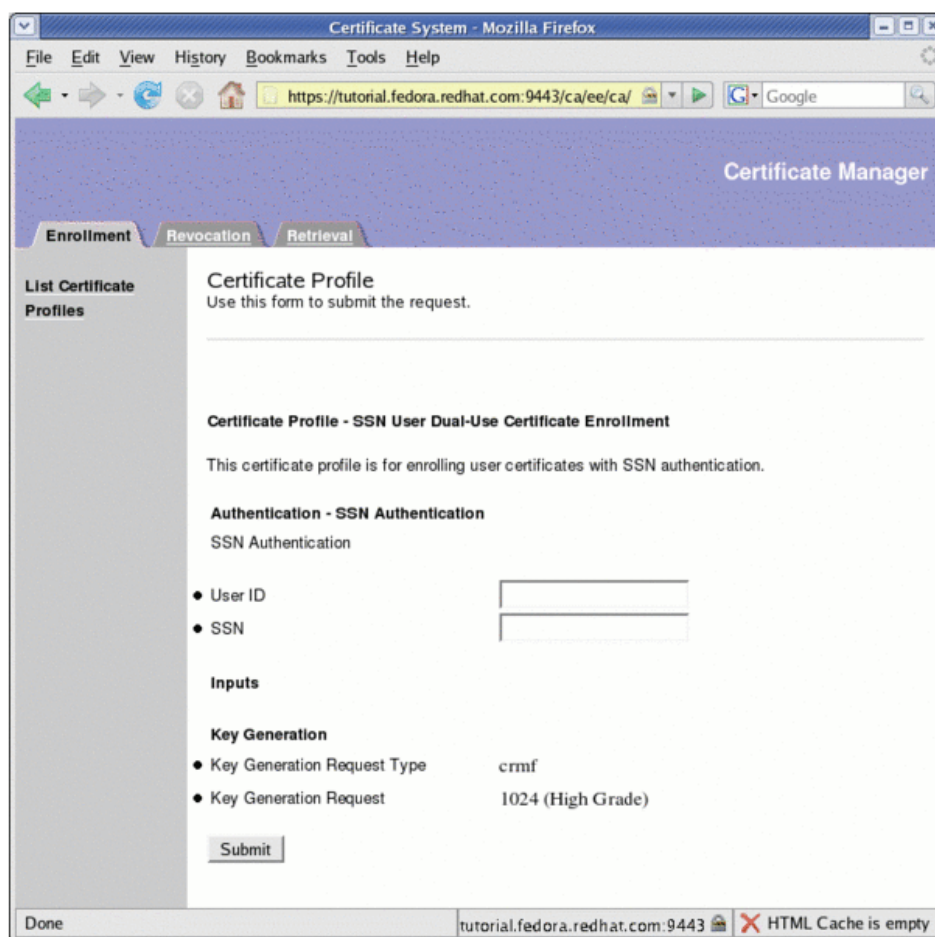 Certificate System - Mozilla Firefox
File Edit View History Bookmarks Tools Help
https://tutorial.fedora.redhat.com:9443/ca/ee/ca/ G Google
Certificate Manager
Enrollment Revocation Retrieval
List Certificate
Profiles
Certificate Profile
Use this form to submit the request.
Certificate Profile - SSN User Dual-Use Certificate Enrollment
This certificate profile is for enrolling user certificates with SSN authentication.
Authentication - SSN Authentication
SSN Authentication
User ID
SSN
Inputs
Key Generation
Key Generation Request Type crmf
Key Generation Request 1024 (High Grade)
Submit
Done tutorial.fedora.redhat.com:9443 HTML Cache is empty